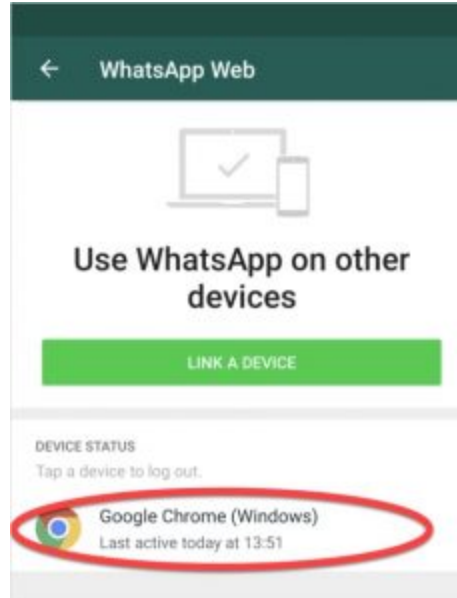 WhatsApp Web
Use WhatsApp on other
devices
LINK A DEVICE
DEVICE STATUS
Tap a device to log out.
Google Chrome (Windows)
Last active today at 13:51